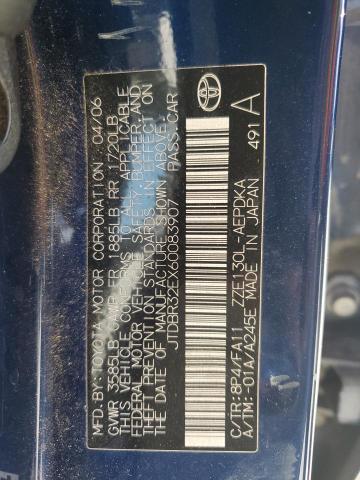 MFD.BY:TOYOTA MOTOR CORPORATION 04/06
GVWR 3585LB GAWR FR 1885LB RR 1720LB
THIS VEHICLE CONFORMS TO ALL APPLICABLE
FEDERAL MOTOR VEHICLE SAFETY, BUMPER, AND
THEFT PREVENTION STANDARDS IN EFFECT ON
THE DATE OF MANUFACTURE SHOWN ABOVE.
JTDBR32EX60083907 PASS.CAR
C/TR:8P4/FA11 ZZE130L-AEPDKA
A/TM:-01A/A245E MADE IN JAPAN 491 A
TOYOTA